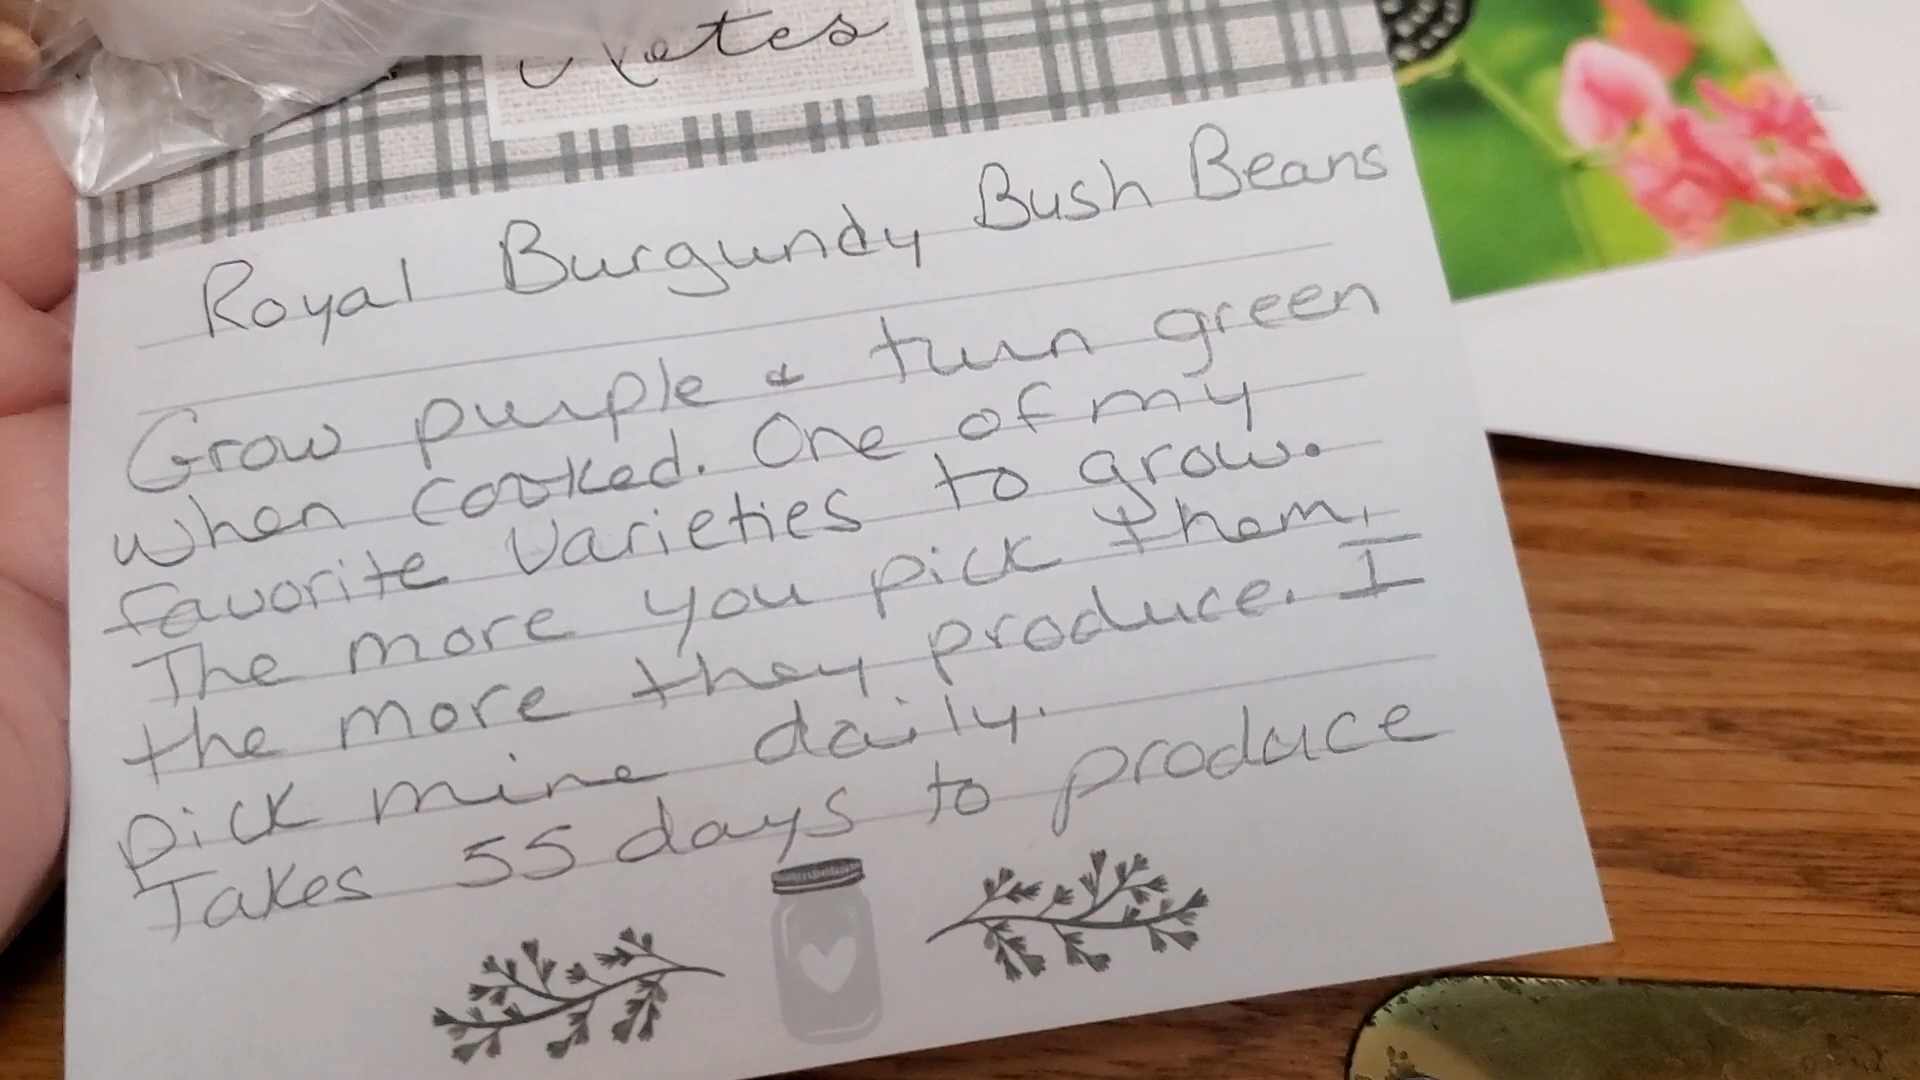 Notes
Royal Burgundy Bush Beans
Grow purple & turn green
when cooked. One of my
favorite varieties to grow.
The more you pick them,
the more they produce. I
pick mine daily.
Takes 55 days to produce